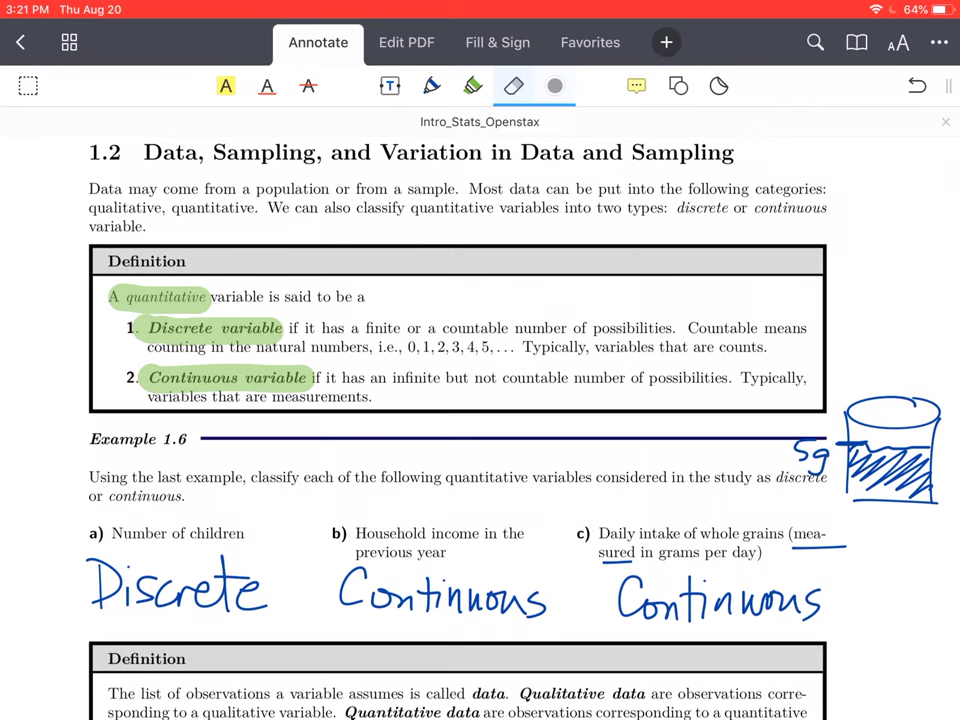 3:21 PM Thu Aug 20 64%
Annotate Edit PDF Fill & Sign Favorites
AA
A A A T
Intro_Stats_Openstax
1.2 Data, Sampling, and Variation in Data and Sampling
Data may come from a population or from a sample. Most data can be put into the following categories:
qualitative, quantitative. We can also classify quantitative variables into two types: discrete or continuous
variable.
Definition
A quantitative variable is said to be a
1. Discrete variable if it has a finite or a countable number of possibilities. Countable means
counting in the natural numbers, i.e., 0, 1, 2, 3, 4, 5, ... Typically, variables that are counts.
2. Continuous variable if it has an infinite but not countable number of possibilities. Typically,
variables that are measurements.
Example 1.6
5g
Using the last example, classify each of the following quantitative variables considered in the study as discrete
or continuous.
a) Number of children
Discrete
b) Household income in the
previous year
Continuous
c) Daily intake of whole grains (mea-
sured in grams per day)
Continuous
Definition
The list of observations a variable assumes is called data. Qualitative data are observations corre-
sponding to a qualitative variable. Quantitative data are observations corresponding to a quantitative